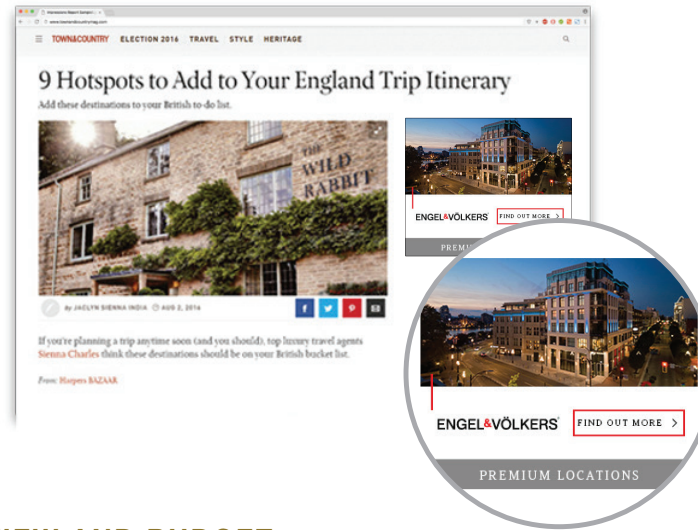 www.townandcountrymag.com
TOWN&COUNTRY ELECTION 2016 TRAVEL STYLE HERITAGE
9 Hotspots to Add to Your England Trip Itinerary
Add these destinations to your British to-do list.
THE
WILD
RABBIT
ENGEL&VÖLKERS FIND OUT MORE >
By JACLYN SIENNA INDIA AUG 2, 2016
If you're planning a trip anytime soon (and you should), top luxury travel agents
Sienna Charles think these destinations should be on your British bucket list.
From: Harpers BAZAAR
ENGEL&VÖLKERS FIND OUT MORE >
PREMIUM LOCATIONS